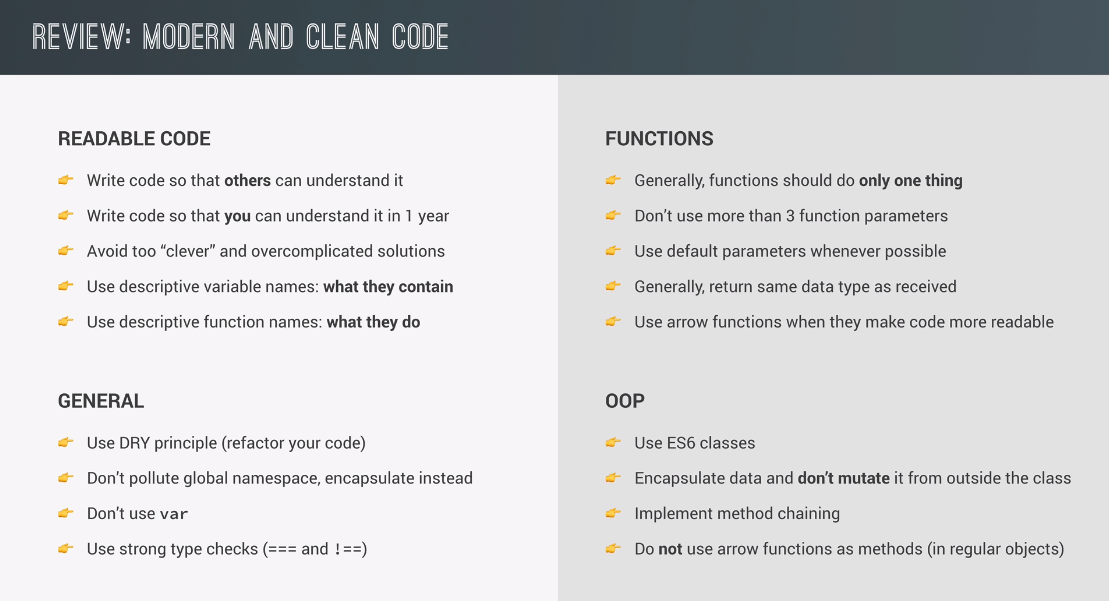 REVIEW: MODERN AND CLEAN CODE
READABLE CODE
Write code so that others can understand it
Write code so that you can understand it in 1 year
Avoid too “clever” and overcomplicated solutions
Use descriptive variable names: what they contain
Use descriptive function names: what they do
GENERAL
Use DRY principle (refactor your code)
Don’t pollute global namespace, encapsulate instead
Don’t use var
Use strong type checks (=== and !==)
FUNCTIONS
Generally, functions should do only one thing
Don’t use more than 3 function parameters
Use default parameters whenever possible
Generally, return same data type as received
Use arrow functions when they make code more readable
OOP
Use ES6 classes
Encapsulate data and don’t mutate it from outside the class
Implement method chaining
Do not use arrow functions as methods (in regular objects)